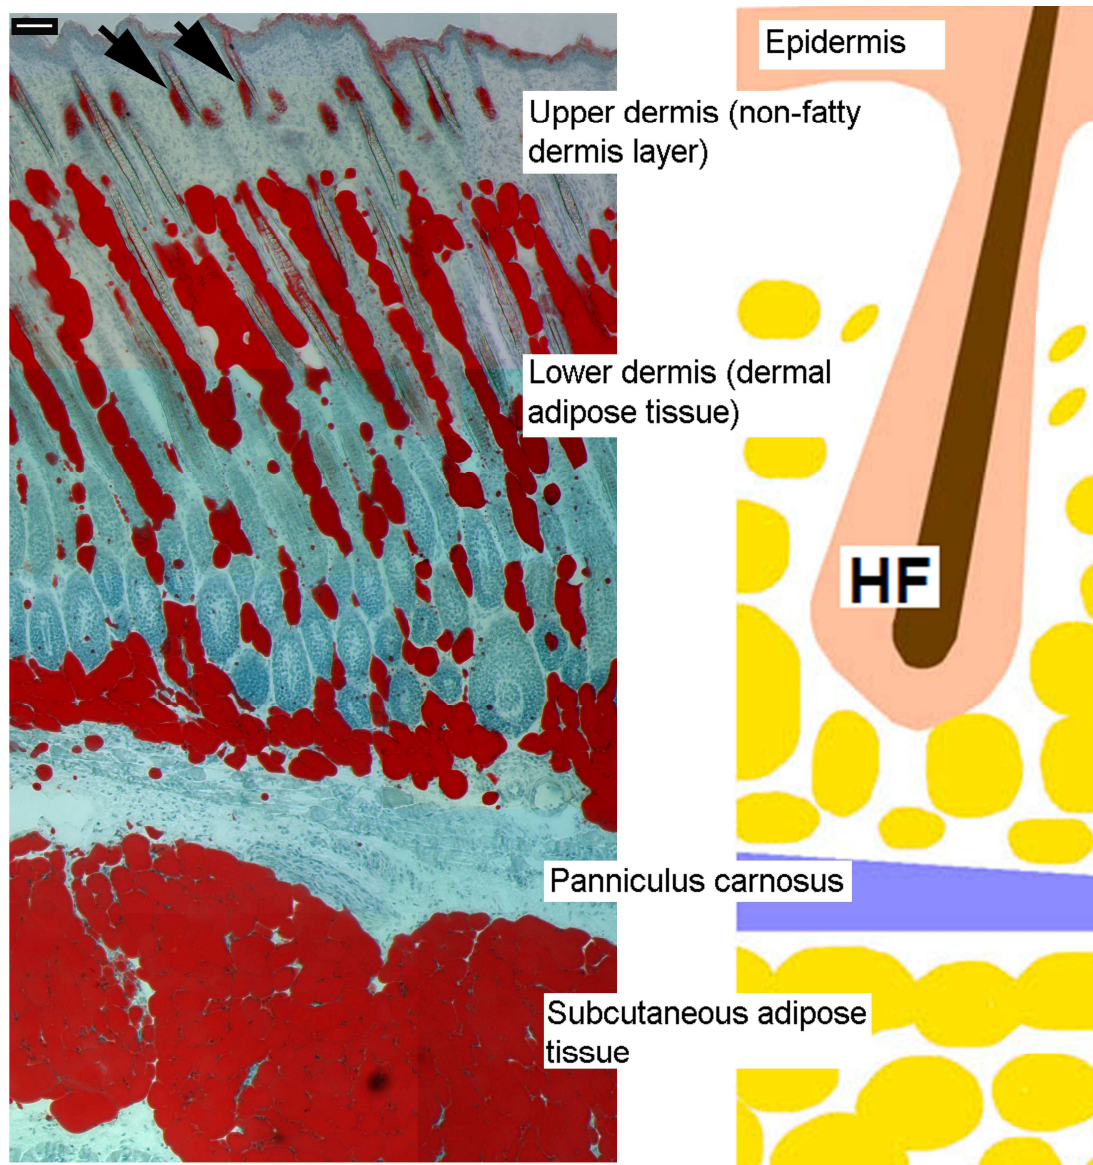 Epidermis
Upper dermis (non-fatty
dermis layer)
Lower dermis (dermal
adipose tissue)
HF
Panniculus carnosus
Subcutaneous adipose
tissue